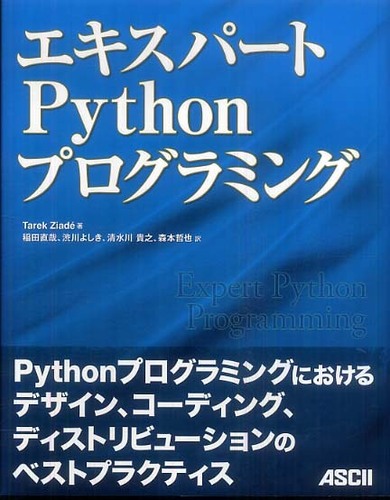 エキスパート
Python
プログラミング
Tarek Ziadé 著
稲田直哉、渋川よしき、清水川 貴之、森本哲也 訳
Expert Python
Programming
Pythonプログラミングにおける
デザイン、コーディング、
ディストリビューションの
ベストプラクティス
ASCII